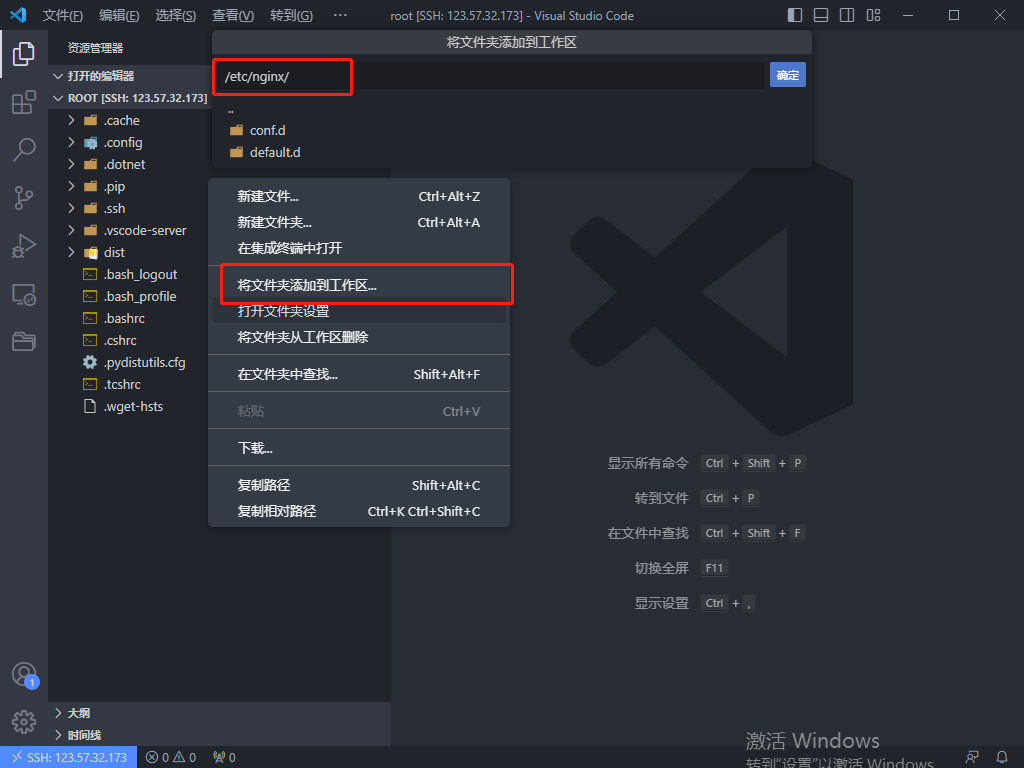 文件(F) 编辑(E) 选择(S) 查看(V) 转到(G) ··· root [SSH: 123.57.32.173] - Visual Studio Code
资源管理器
打开的编辑器
ROOT [SSH: 123.57.32.173]
.cache
.config
.dotnet
.pip
.ssh
.vscode-server
dist
.bash_logout
.bash_profile
.bashrc
.cshrc
.pydistutils.cfg
.tcshrc
.wget-hsts
大纲
时间线
将文件夹添加到工作区
/etc/nginx/
确定
..
conf.d
default.d
新建文件... Ctrl+Alt+Z
新建文件夹... Ctrl+Alt+A
在集成终端中打开
将文件夹添加到工作区...
打开文件夹设置
将文件夹从工作区删除
在文件夹中查找... Shift+Alt+F
粘贴 Ctrl+V
下载...
复制路径 Shift+Alt+C
复制相对路径 Ctrl+K Ctrl+Shift+C
显示所有命令 Ctrl + Shift + P
转到文件 Ctrl + P
在文件中查找 Ctrl + Shift + F
切换全屏 F11
显示设置 Ctrl + ,
激活 Windows
转到"设置"以激活 Windows
1
SSH: 123.57.32.173 0 0 0